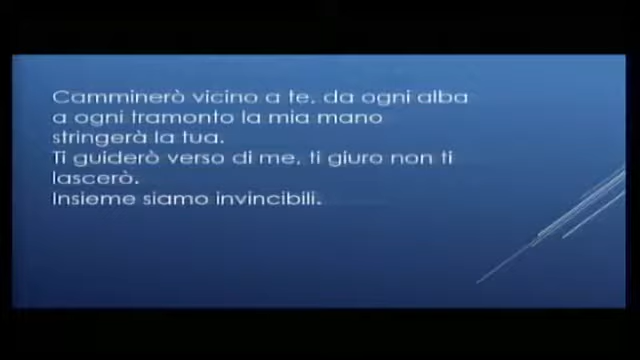 Camminerò vicino a te, da ogni alba
a ogni tramonto la mia mano
stringerà la tua.
Ti guiderò verso di me, ti giuro non ti
lascerò.
Insieme siamo invincibili.